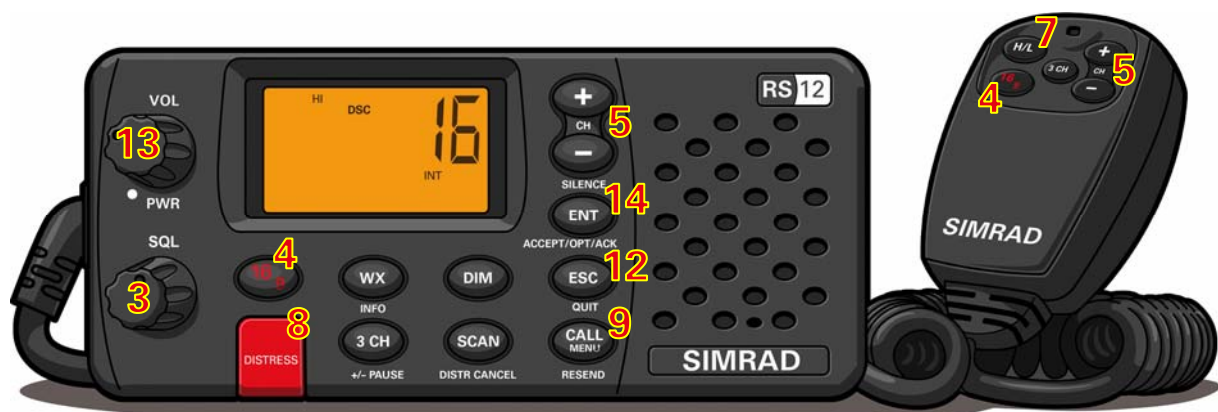 VOL
13
PWR
SQL
3
HI
DSC
16
INT
+
CH
5
−
SILENCE
ENT
14
ACCEPT/OPT/ACK
ESC
12
QUIT
CALL
MENU
9
RESEND
16
4
WX
INFO
DIM
DISTRESS
8
3 CH
+/− PAUSE
SCAN
DISTR CANCEL
RS 12
SIMRAD
H/L
7
16
4
3 CH
+
CH
5
−
SIMRAD